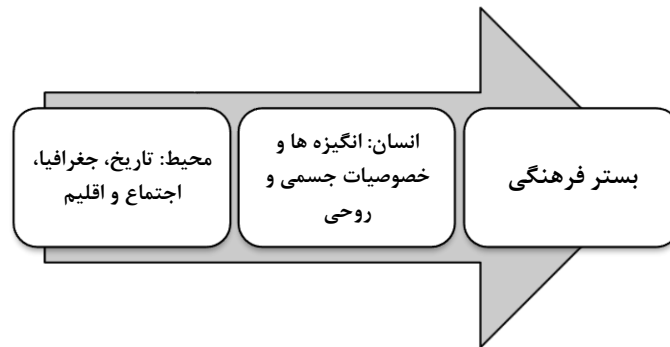 بستر فرهنگی
انسان: انگیزه ها و
خصوصیات جسمی و
روحی
محیط: تاریخ، جغرافیا،
اجتماع و اقلیم